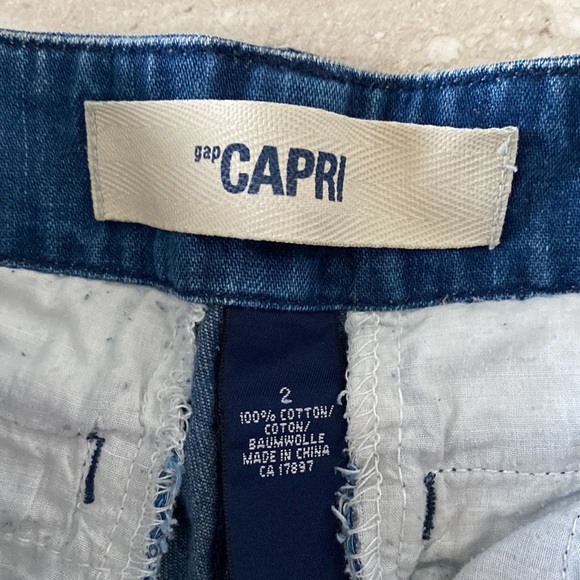 gap CAPRI
2
100% COTTON/
COTON/
BAUMWOLLE
MADE IN CHINA
CA 17897